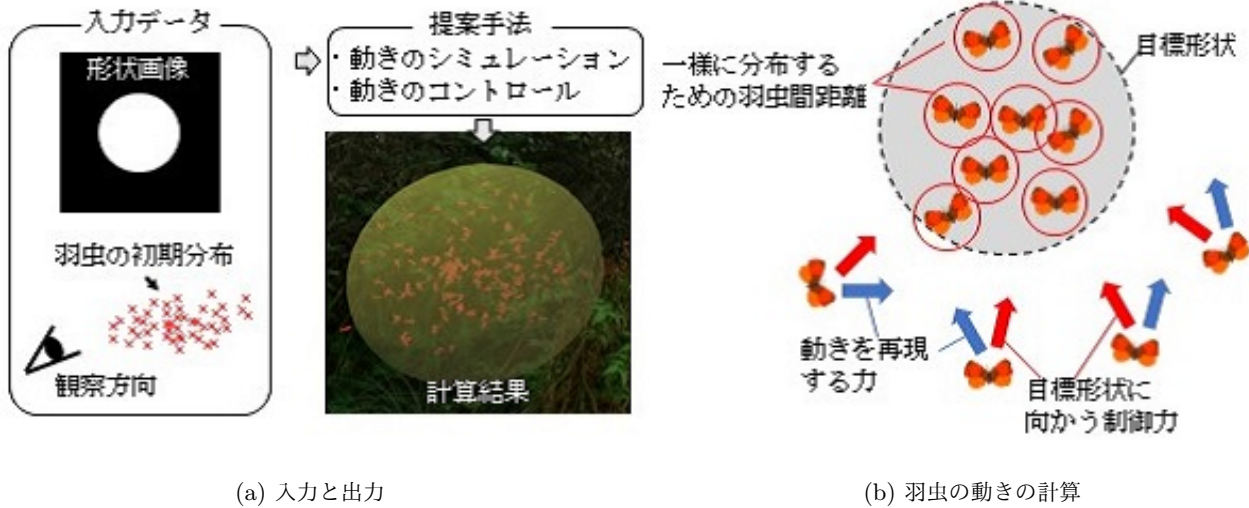 入力データ
形状画像
羽虫の初期分布
観察方向
提案手法
・動きのシミュレーション
・動きのコントロール
計算結果
(a) 入力と出力
一様に分布する
ための羽虫間距離
目標形状
動きを再現
する力
目標形状に
向かう制御力
(b) 羽虫の動きの計算